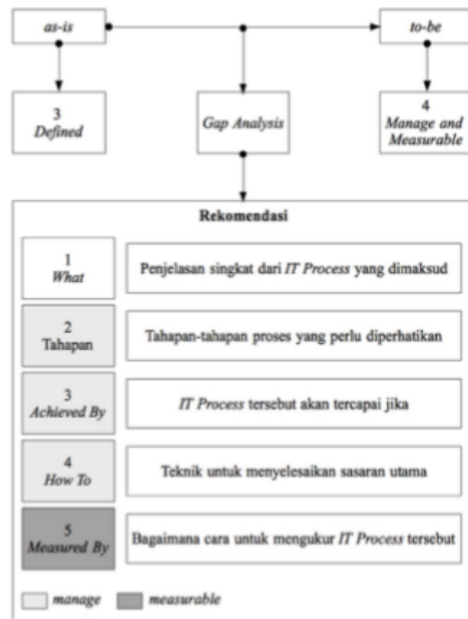 as-is
to-be
3
Defined
Gap Analysis
4
Manage and
Measurable
Rekomendasi
1
What
Penjelasan singkat dari IT Process yang dimaksud
2
Tahapan
Tahapan-tahapan proses yang perlu diperhatikan
3
Achieved By
IT Process tersebut akan tercapai jika
4
How To
Teknik untuk menyelesaikan sasaran utama
5
Measured By
Bagaimana cara untuk mengukur IT Process tersebut
manage
measurable